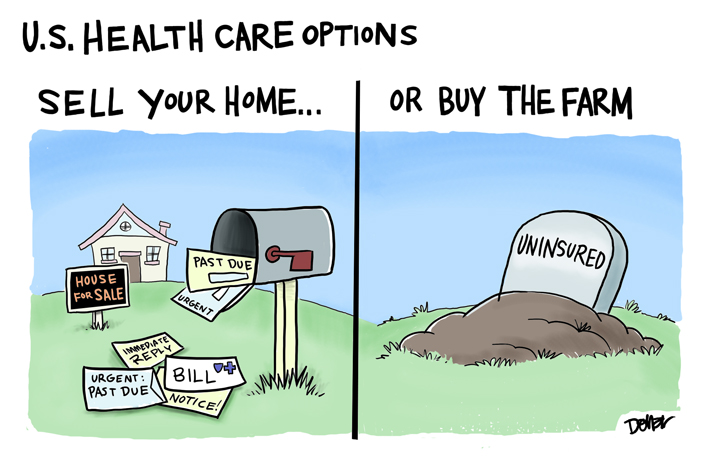 U.S. HEALTH CARE OPTIONS
SELL YOUR HOME...
OR BUY THE FARM
HOUSE
FOR SALE
PAST DUE
URGENT
IMMEDIATE
REPLY
URGENT:
PAST DUE
BILL
NOTICE!
UNINSURED